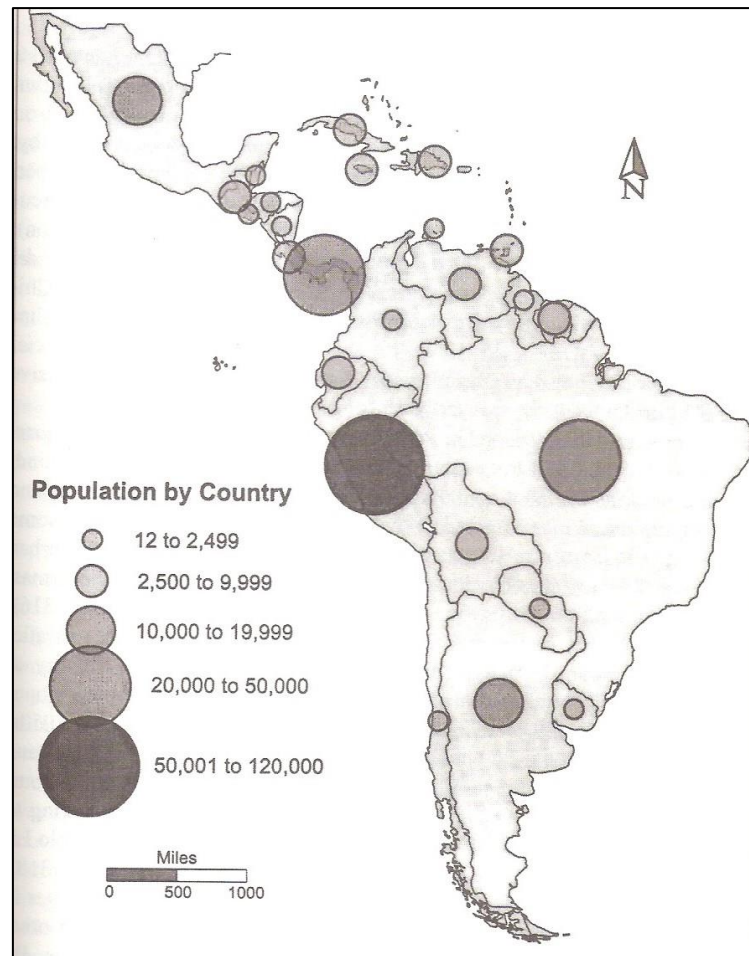 N
Population by Country
12 to 2,499
2,500 to 9,999
10,000 to 19,999
20,000 to 50,000
50,001 to 120,000
Miles
0 500 1000